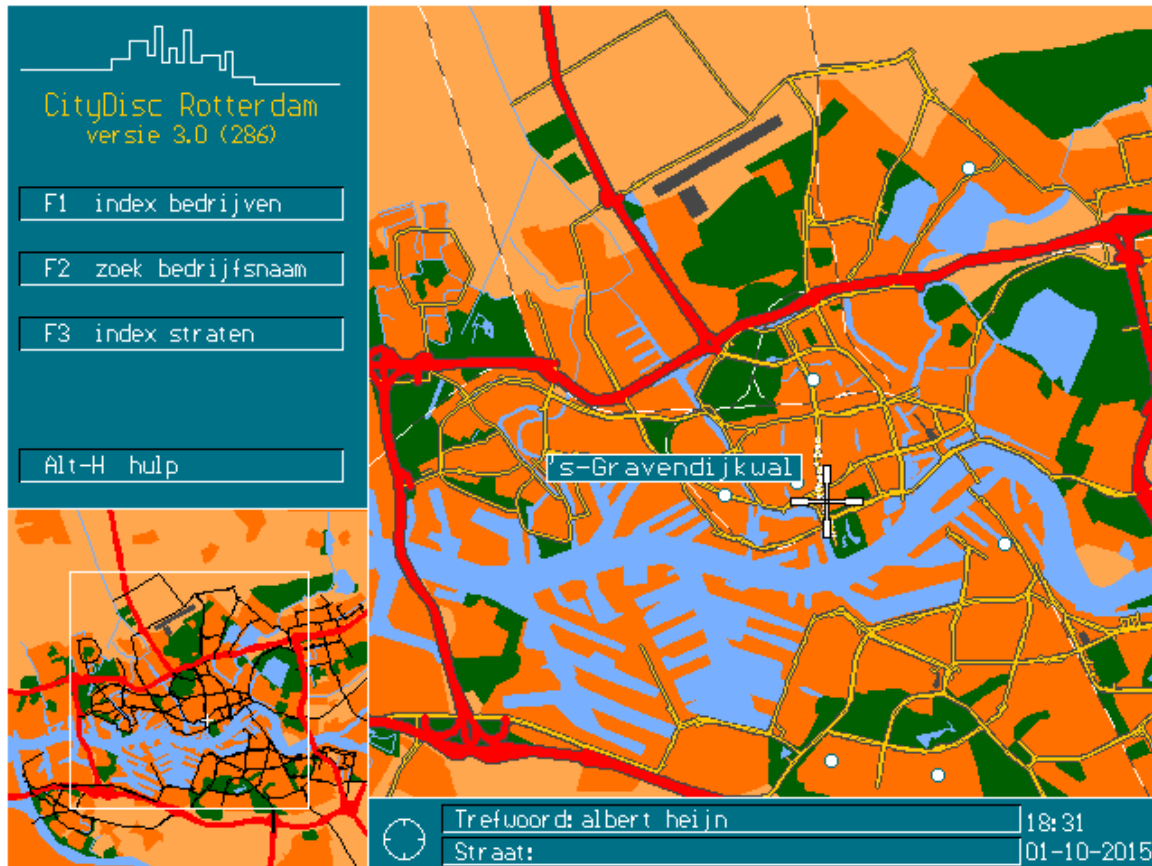 CityDisc Rotterdam
versie 3.0 (286)
F1 index bedrijven
F2 zoek bedrijfsnaam
F3 index straten
Alt-H hulp
's-Gravendijkwal
Trefwoord: albert heijn
18:31
Straat:
01-10-2015